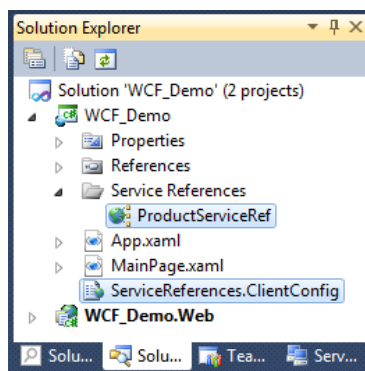 Solution Explorer
Solution 'WCF_Demo' (2 projects)
WCF_Demo
Properties
References
Service References
ProductServiceRef
App.xaml
MainPage.xaml
ServiceReferences.ClientConfig
WCF_Demo.Web
Solu... Solu... Tea... Serv...